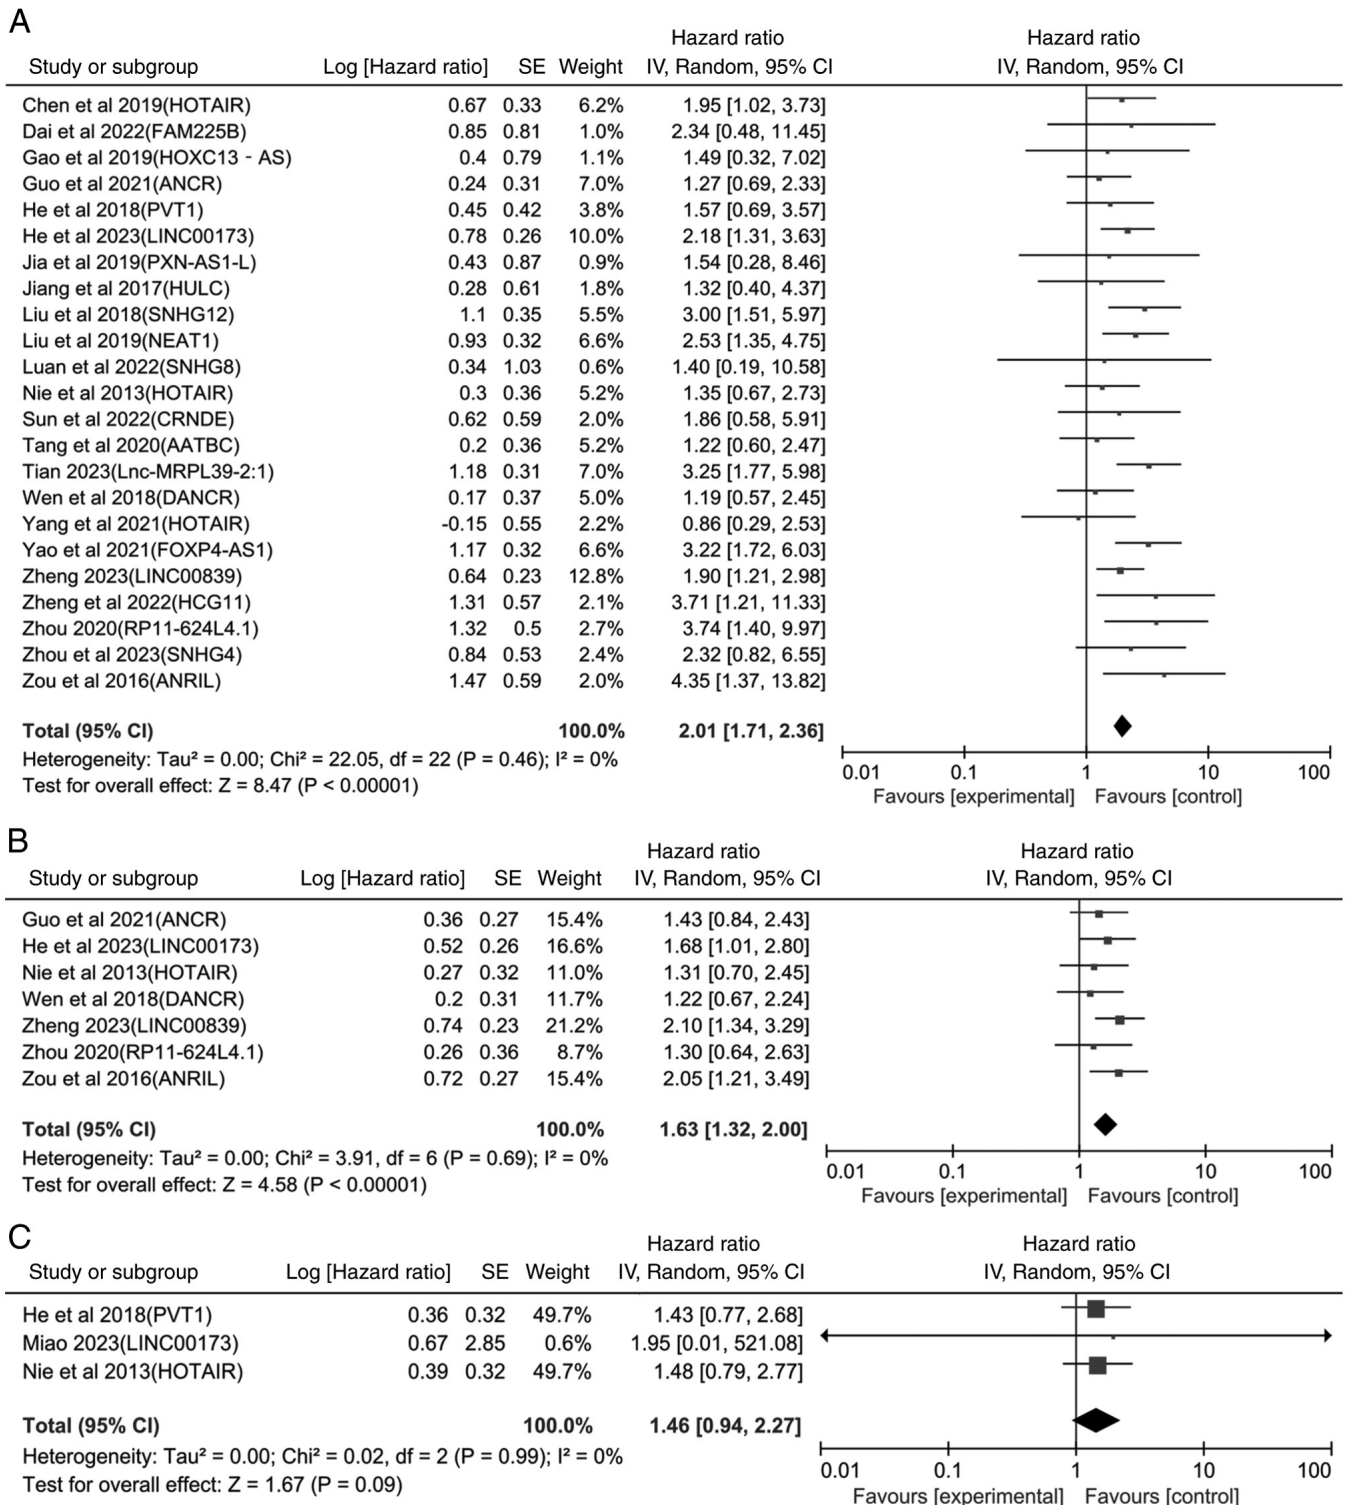 A
Hazard ratio Hazard ratio
Study or subgroup Log [Hazard ratio] SE Weight IV, Random, 95% CI IV, Random, 95% CI
Chen et al 2019(HOTAIR) 0.67 0.33 6.2% 1.95 [1.02, 3.73]
Dai et al 2022(FAM225B) 0.85 0.81 1.0% 2.34 [0.48, 11.45]
Gao et al 2019(HOXC13 - AS) 0.4 0.79 1.1% 1.49 [0.32, 7.02]
Guo et al 2021(ANCR) 0.24 0.31 7.0% 1.27 [0.69, 2.33]
He et al 2018(PVT1) 0.45 0.42 3.8% 1.57 [0.69, 3.57]
He et al 2023(LINC00173) 0.78 0.26 10.0% 2.18 [1.31, 3.63]
Jia et al 2019(PXN-AS1-L) 0.43 0.87 0.9% 1.54 [0.28, 8.46]
Jiang et al 2017(HULC) 0.28 0.61 1.8% 1.32 [0.40, 4.37]
Liu et al 2018(SNHG12) 1.1 0.35 5.5% 3.00 [1.51, 5.97]
Liu et al 2019(NEAT1) 0.93 0.32 6.6% 2.53 [1.35, 4.75]
Luan et al 2022(SNHG8) 0.34 1.03 0.6% 1.40 [0.19, 10.58]
Nie et al 2013(HOTAIR) 0.3 0.36 5.2% 1.35 [0.67, 2.73]
Sun et al 2022(CRNDE) 0.62 0.59 2.0% 1.86 [0.58, 5.91]
Tang et al 2020(AATBC) 0.2 0.36 5.2% 1.22 [0.60, 2.47]
Tian 2023(Lnc-MRPL39-2:1) 1.18 0.31 7.0% 3.25 [1.77, 5.98]
Wen et al 2018(DANCR) 0.17 0.37 5.0% 1.19 [0.57, 2.45]
Yang et al 2021(HOTAIR) -0.15 0.55 2.2% 0.86 [0.29, 2.53]
Yao et al 2021(FOXP4-AS1) 1.17 0.32 6.6% 3.22 [1.72, 6.03]
Zheng 2023(LINC00839) 0.64 0.23 12.8% 1.90 [1.21, 2.98]
Zheng et al 2022(HCG11) 1.31 0.57 2.1% 3.71 [1.21, 11.33]
Zhou 2020(RP11-624L4.1) 1.32 0.5 2.7% 3.74 [1.40, 9.97]
Zhou et al 2023(SNHG4) 0.84 0.53 2.4% 2.32 [0.82, 6.55]
Zou et al 2016(ANRIL) 1.47 0.59 2.0% 4.35 [1.37, 13.82]
Total (95% CI) 100.0% 2.01 [1.71, 2.36]
Heterogeneity: Tau² = 0.00; Chi² = 22.05, df = 22 (P = 0.46); I² = 0%
0.01 0.1 1 10 100
Test for overall effect: Z = 8.47 (P < 0.00001)
Favours [experimental] Favours [control]
B
Hazard ratio Hazard ratio
Study or subgroup Log [Hazard ratio] SE Weight IV, Random, 95% CI IV, Random, 95% CI
Guo et al 2021(ANCR) 0.36 0.27 15.4% 1.43 [0.84, 2.43]
He et al 2023(LINC00173) 0.52 0.26 16.6% 1.68 [1.01, 2.80]
Nie et al 2013(HOTAIR) 0.27 0.32 11.0% 1.31 [0.70, 2.45]
Wen et al 2018(DANCR) 0.2 0.31 11.7% 1.22 [0.67, 2.24]
Zheng 2023(LINC00839) 0.74 0.23 21.2% 2.10 [1.34, 3.29]
Zhou 2020(RP11-624L4.1) 0.26 0.36 8.7% 1.30 [0.64, 2.63]
Zou et al 2016(ANRIL) 0.72 0.27 15.4% 2.05 [1.21, 3.49]
Total (95% CI) 100.0% 1.63 [1.32, 2.00]
Heterogeneity: Tau² = 0.00; Chi² = 3.91, df = 6 (P = 0.69); I² = 0%
0.01 0.1 1 10 100
Test for overall effect: Z = 4.58 (P < 0.00001)
Favours [experimental] Favours [control]
C
Hazard ratio Hazard ratio
Study or subgroup Log [Hazard ratio] SE Weight IV, Random, 95% CI IV, Random, 95% CI
He et al 2018(PVT1) 0.36 0.32 49.7% 1.43 [0.77, 2.68]
Miao 2023(LINC00173) 0.67 2.85 0.6% 1.95 [0.01, 521.08]
Nie et al 2013(HOTAIR) 0.39 0.32 49.7% 1.48 [0.79, 2.77]
Total (95% CI) 100.0% 1.46 [0.94, 2.27]
Heterogeneity: Tau² = 0.00; Chi² = 0.02, df = 2 (P = 0.99); I² = 0%
0.01 0.1 1 10 100
Test for overall effect: Z = 1.67 (P = 0.09)
Favours [experimental] Favours [control]